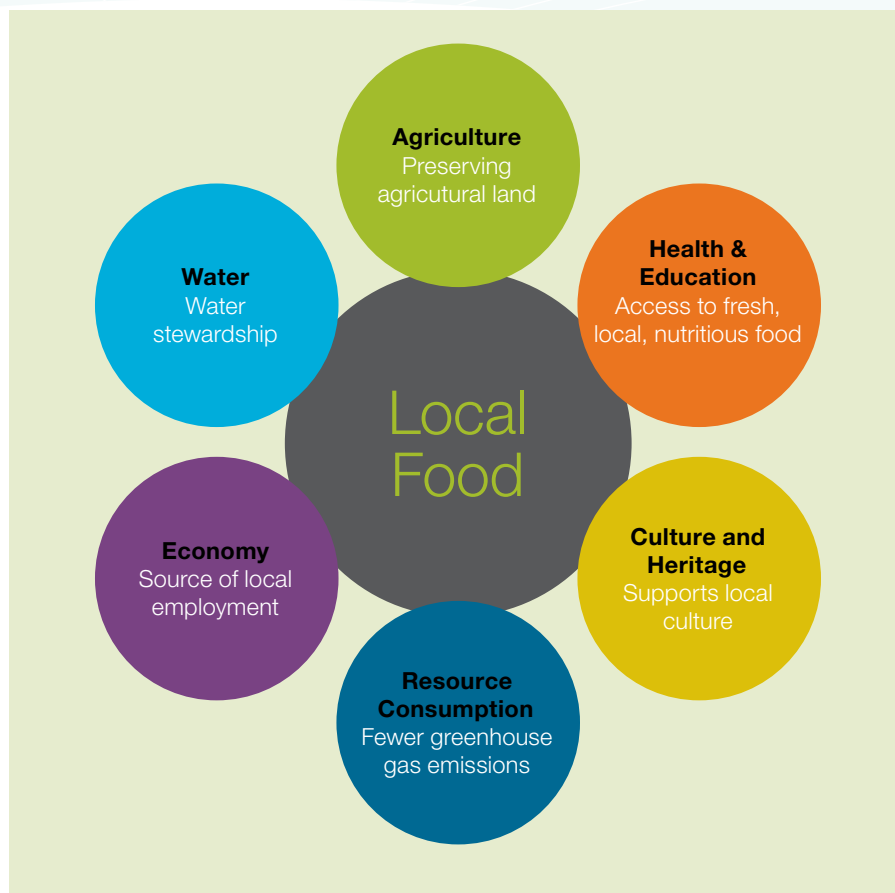 Agriculture
Preserving
agricutural land
Health &
Education
Access to fresh,
local, nutritious food
Water
Water
stewardship
Local
Food
Culture and
Heritage
Supports local
culture
Economy
Source of local
employment
Resource
Consumption
Fewer greenhouse
gas emissions